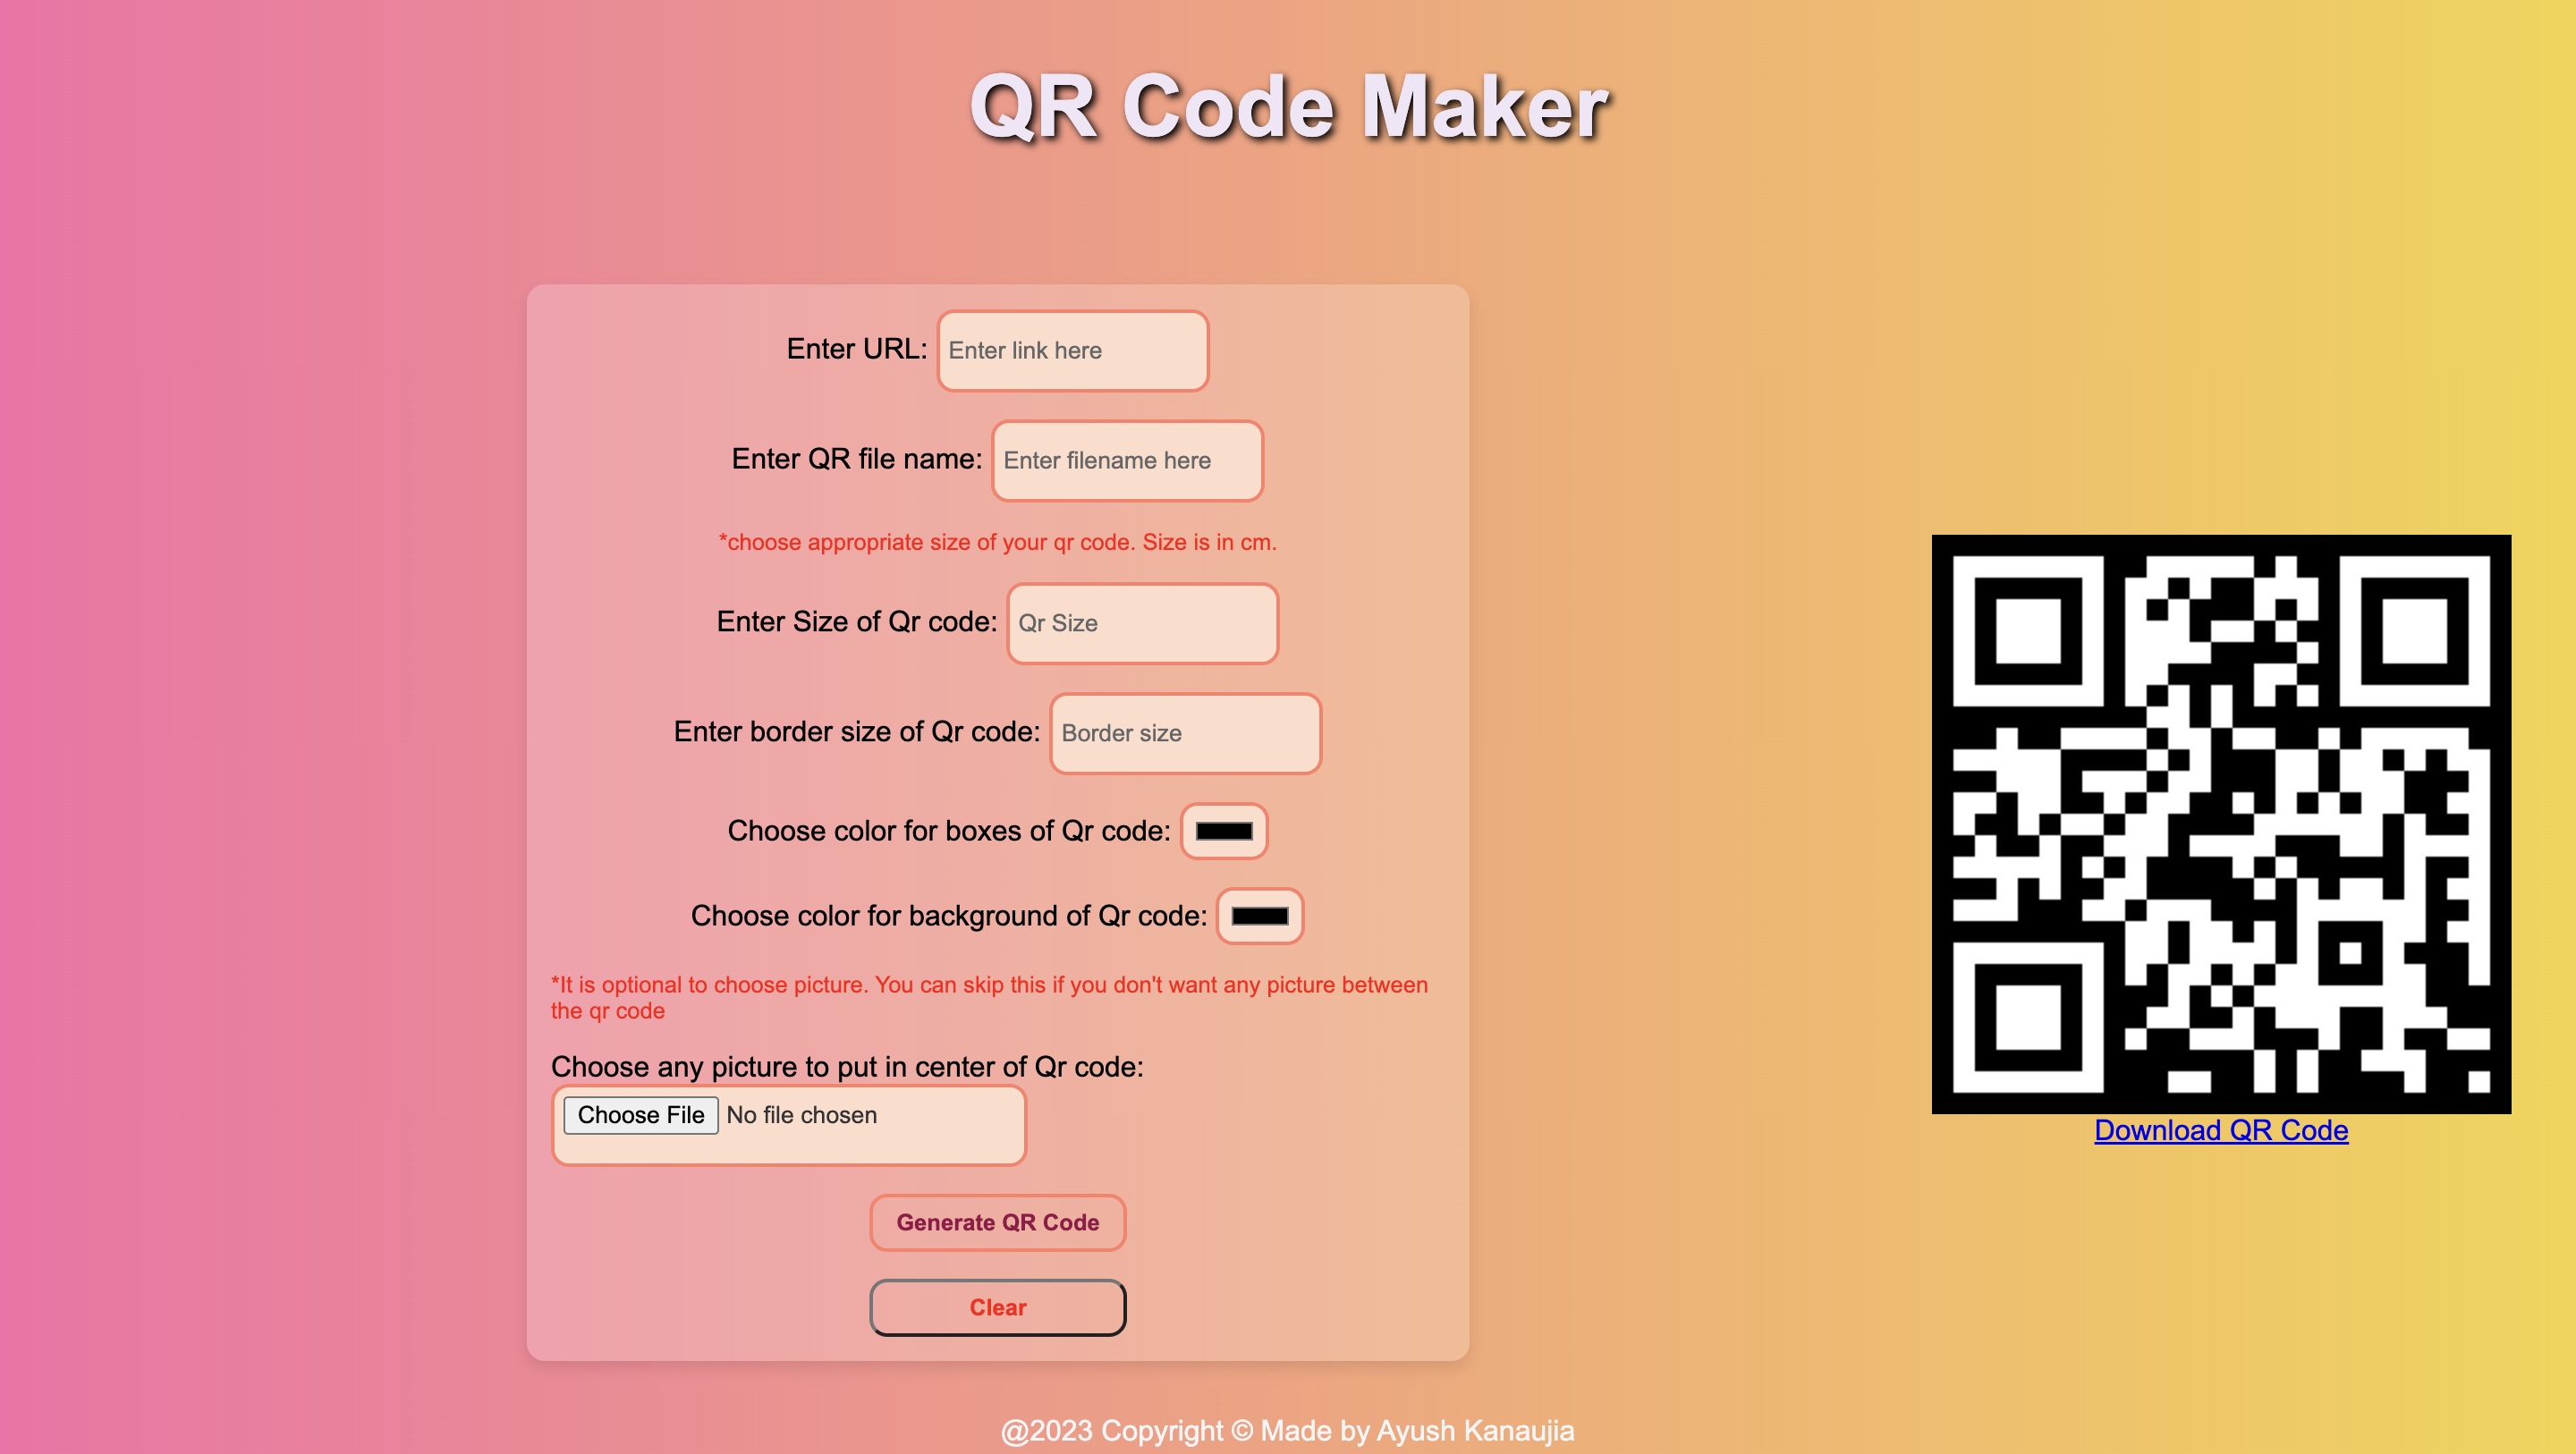 QR Code Maker
Enter URL: Enter link here
Enter QR file name: Enter filename here
*choose appropriate size of your qr code. Size is in cm.
Enter Size of Qr code: Qr Size
Enter border size of Qr code: Border size
Choose color for boxes of Qr code:
Choose color for background of Qr code:
*It is optional to choose picture. You can skip this if you don't want any picture between
the qr code
Choose any picture to put in center of Qr code:
Choose File No file chosen
Generate QR Code
Clear
Download QR Code
@2023 Copyright © Made by Ayush Kanaujia